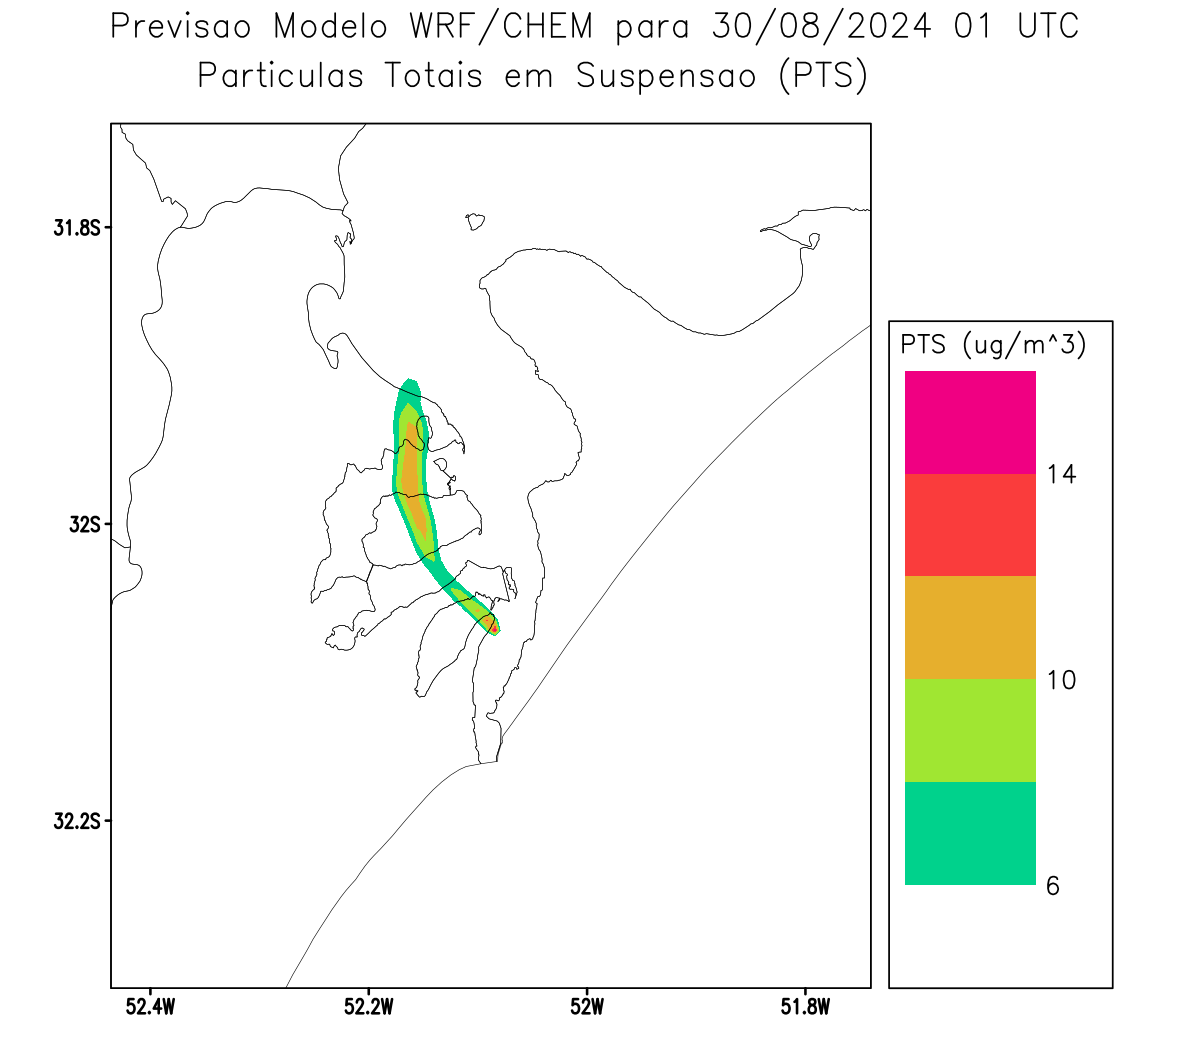 Previsao Modelo WRF/CHEM para 30/08/2024 01 UTC
Particulas Totais em Suspensao (PTS)
31.8S
32S
32.2S
52.4W
52.2W
52W
51.8W
PTS (ug/m^3)
14
10
6